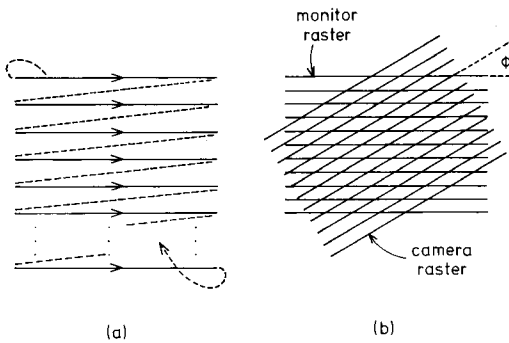 monitor
raster
Φ
camera
raster
(a)
(b)